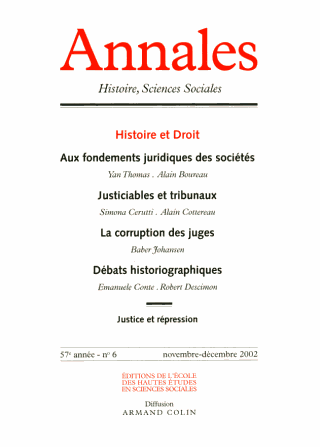 Annales
Histoire, Sciences Sociales
Histoire et Droit
Aux fondements juridiques des sociétés
Yan Thomas . Alain Boureau
Justiciables et tribunaux
Simona Cerutti . Alain Cottereau
La corruption des juges
Baber Johansen
Débats historiographiques
Emanuele Conte . Robert Descimon
Justice et répression
57e année - no 6 novembre-décembre 2002
ÉDITIONS DE L'ÉCOLE
DES HAUTES ÉTUDES
EN SCIENCES SOCIALES
Diffusion
ARMAND COLIN